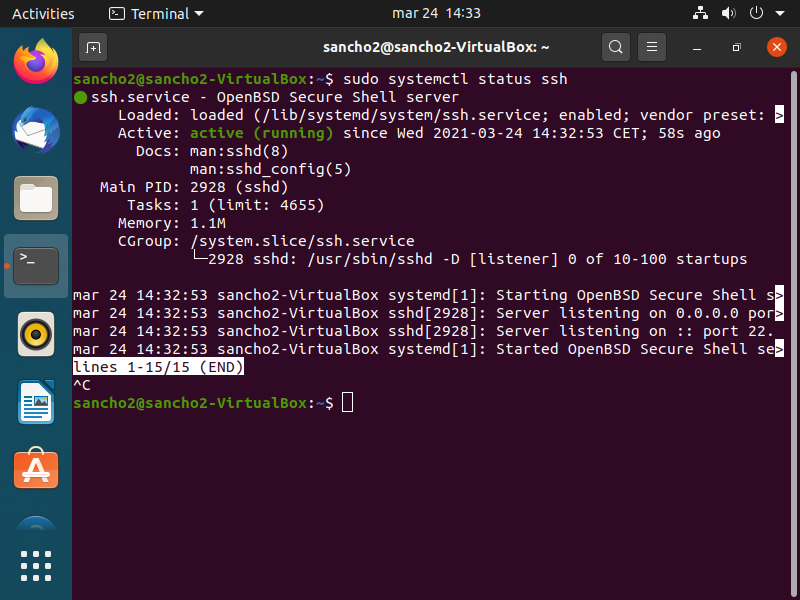 Activities Terminal mar 24 14:33
sancho2@sancho2-VirtualBox: ~
sancho2@sancho2-VirtualBox:~$ sudo systemctl status ssh
ssh.service - OpenBSD Secure Shell server
Loaded: loaded (/lib/systemd/system/ssh.service; enabled; vendor preset: >
Active: active (running) since Wed 2021-03-24 14:32:53 CET; 58s ago
Docs: man:sshd(8)
man:sshd_config(5)
Main PID: 2928 (sshd)
Tasks: 1 (limit: 4655)
Memory: 1.1M
CGroup: /system.slice/ssh.service
└─2928 sshd: /usr/sbin/sshd -D [listener] 0 of 10-100 startups
mar 24 14:32:53 sancho2-VirtualBox systemd[1]: Starting OpenBSD Secure Shell s>
mar 24 14:32:53 sancho2-VirtualBox sshd[2928]: Server listening on 0.0.0.0 por>
mar 24 14:32:53 sancho2-VirtualBox sshd[2928]: Server listening on :: port 22.
mar 24 14:32:53 sancho2-VirtualBox systemd[1]: Started OpenBSD Secure Shell se>
lines 1-15/15 (END)
^C
sancho2@sancho2-VirtualBox:~$